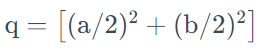 q = [(a/2)² + (b/2)²]